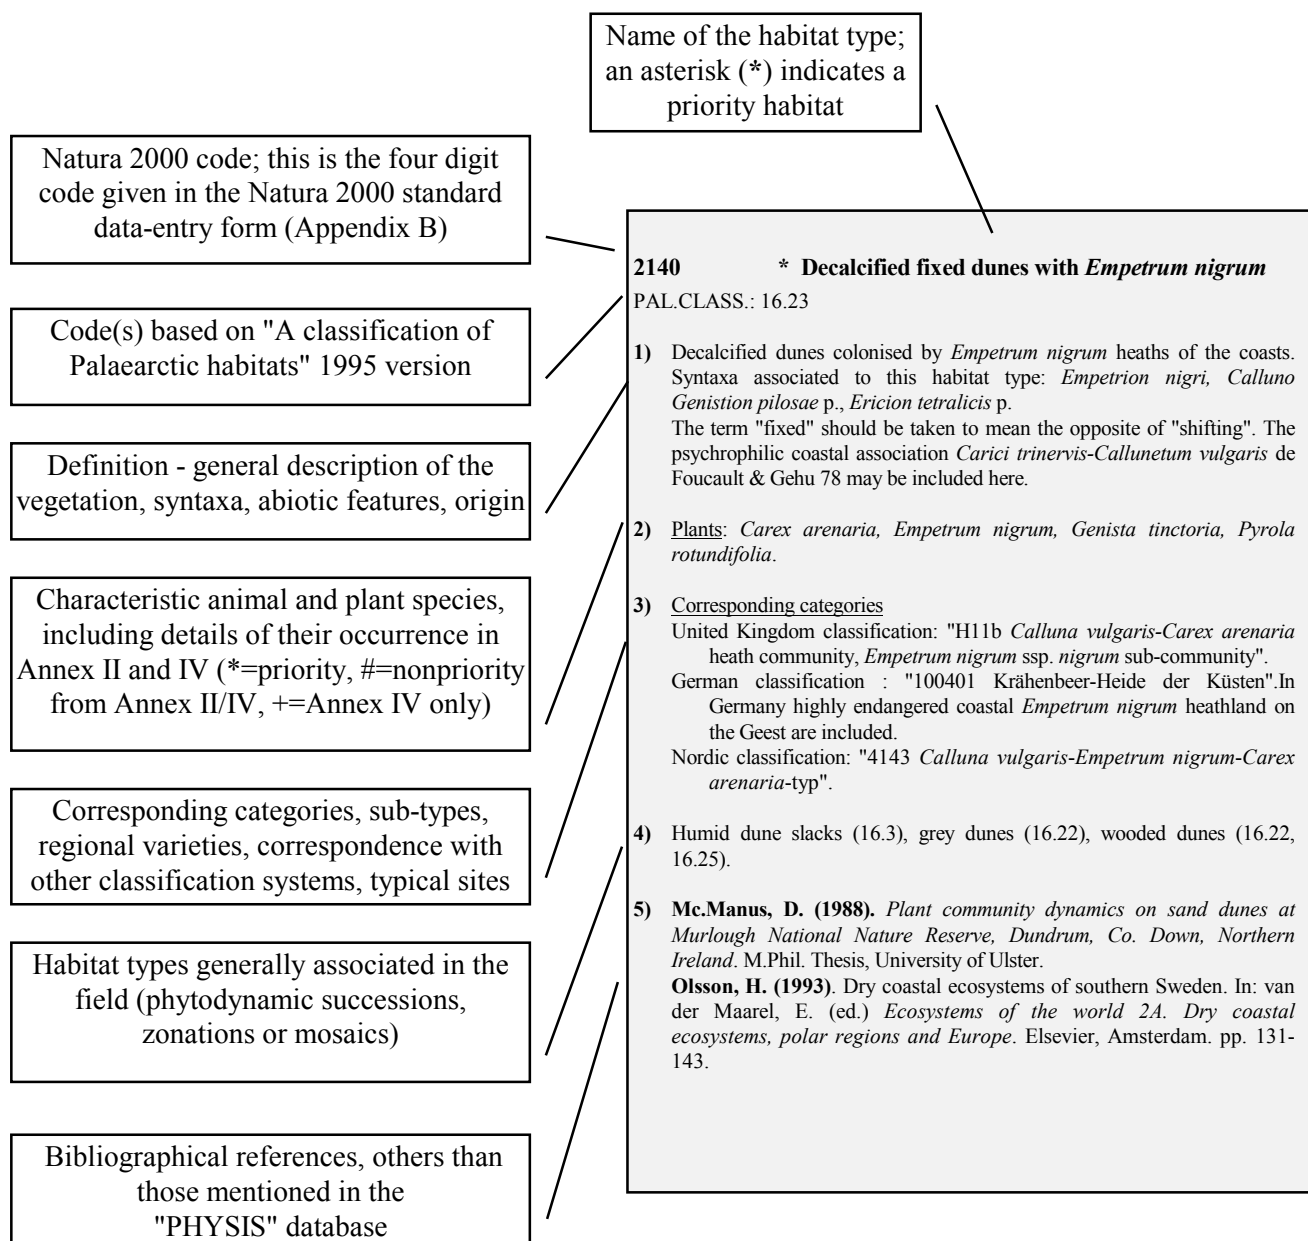 Name of the habitat type;
an asterisk (*) indicates a
priority habitat
Natura 2000 code; this is the four digit
code given in the Natura 2000 standard
data-entry form (Appendix B)
Code(s) based on "A classification of
Palaearctic habitats" 1995 version
Definition - general description of the
vegetation, syntaxa, abiotic features, origin
Characteristic animal and plant species,
including details of their occurrence in
Annex II and IV (*=priority, #=nonpriority
from Annex II/IV, +=Annex IV only)
Corresponding categories, sub-types,
regional varieties, correspondence with
other classification systems, typical sites
Habitat types generally associated in the
field (phytodynamic successions,
zonations or mosaics)
Bibliographical references, others than
those mentioned in the
"PHYSIS" database
2140 * Decalcified fixed dunes with Empetrum nigrum
PAL.CLASS.: 16.23
1) Decalcified dunes colonised by Empetrum nigrum heaths of the coasts.
Syntaxa associated to this habitat type: Empetrion nigri, Calluno
Genistion pilosae p., Ericion tetralicis p.
The term "fixed" should be taken to mean the opposite of "shifting". The
psychrophilic coastal association Carici trinervis-Callunetum vulgaris de
Foucault & Gehu 78 may be included here.
2) Plants: Carex arenaria, Empetrum nigrum, Genista tinctoria, Pyrola
rotundifolia.
3) Corresponding categories
United Kingdom classification: "H11b Calluna vulgaris-Carex arenaria
heath community, Empetrum nigrum ssp. nigrum sub-community".
German classification : "100401 Krähenbeer-Heide der Küsten".In
Germany highly endangered coastal Empetrum nigrum heathland on
the Geest are included.
Nordic classification: "4143 Calluna vulgaris-Empetrum nigrum-Carex
arenaria-typ".
4) Humid dune slacks (16.3), grey dunes (16.22), wooded dunes (16.22,
16.25).
5) Mc.Manus, D. (1988). Plant community dynamics on sand dunes at
Murlough National Nature Reserve, Dundrum, Co. Down, Northern
Ireland. M.Phil. Thesis, University of Ulster.
Olsson, H. (1993). Dry coastal ecosystems of southern Sweden. In: van
der Maarel, E. (ed.) Ecosystems of the world 2A. Dry coastal
ecosystems, polar regions and Europe. Elsevier, Amsterdam. pp. 131-
143.